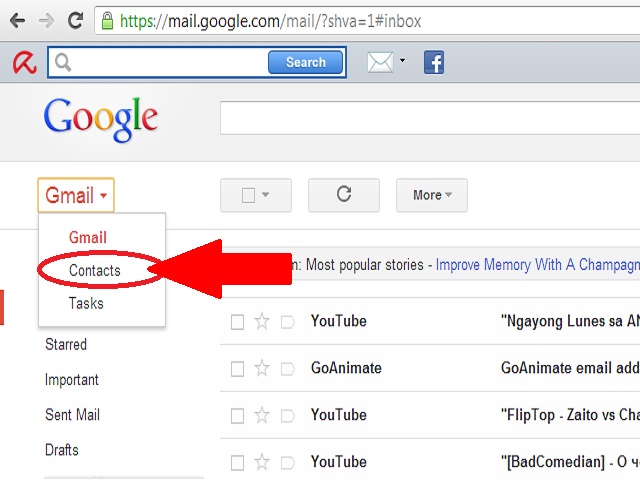 https://mail.google.com/mail/?shva=1#inbox
Search
Google
Gmail
More
Gmail
Contacts
Tasks
Most popular stories - Improve Memory With A Champagn
YouTube "Ngayong Lunes sa
Starred
GoAnimate GoAnimate email add
Important
Sent Mail
YouTube "FlipTop - Zaito vs Cha
Drafts
YouTube "[BadComedian] - О ч